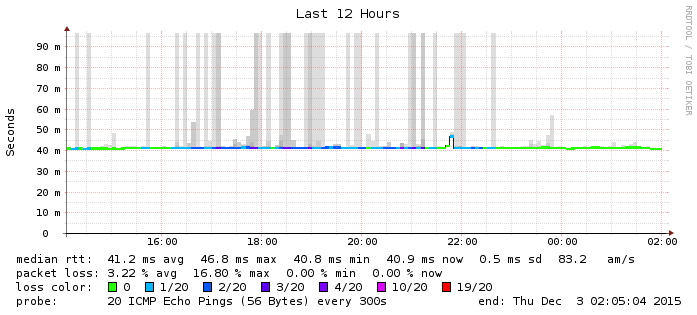 Last 12 Hours
RRDTOOL / TOBI OETIKER
Seconds
90 m
80 m
70 m
60 m
50 m
40 m
30 m
20 m
10 m
0
16:00 18:00 20:00 22:00 00:00 02:00
median rtt: 41.2 ms avg 46.8 ms max 40.8 ms min 40.9 ms now 0.5 ms sd 83.2 am/s
packet loss: 3.22 % avg 16.80 % max 0.00 % min 0.00 % now
loss color: 0 1/20 2/20 3/20 4/20 10/20 19/20
probe: 20 ICMP Echo Pings (56 Bytes) every 300s end: Thu Dec 3 02:05:04 2015